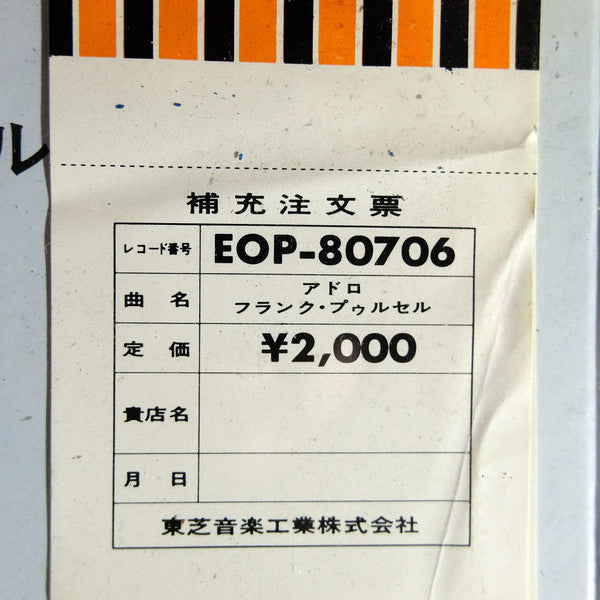 ル
補充注文票
レコード番号 EOP-80706
曲名 アドロ
フランク・プゥルセル
定価 ¥2,000
貴店名
月日
東芝音楽工業株式会社